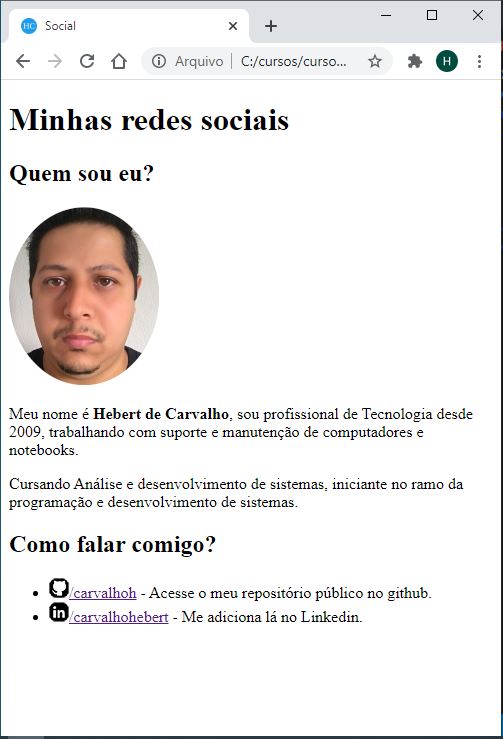 HC Social
Arquivo C:/cursos/curso... H
Minhas redes sociais
Quem sou eu?
Meu nome é Hebert de Carvalho, sou profissional de Tecnologia desde
2009, trabalhando com suporte e manutenção de computadores e
notebooks.
Cursando Análise e desenvolvimento de sistemas, iniciante no ramo da
programação e desenvolvimento de sistemas.
Como falar comigo?
/carvalhoh - Acesse o meu repositório público no github.
in /carvalhohebert - Me adiciona lá no Linkedin.